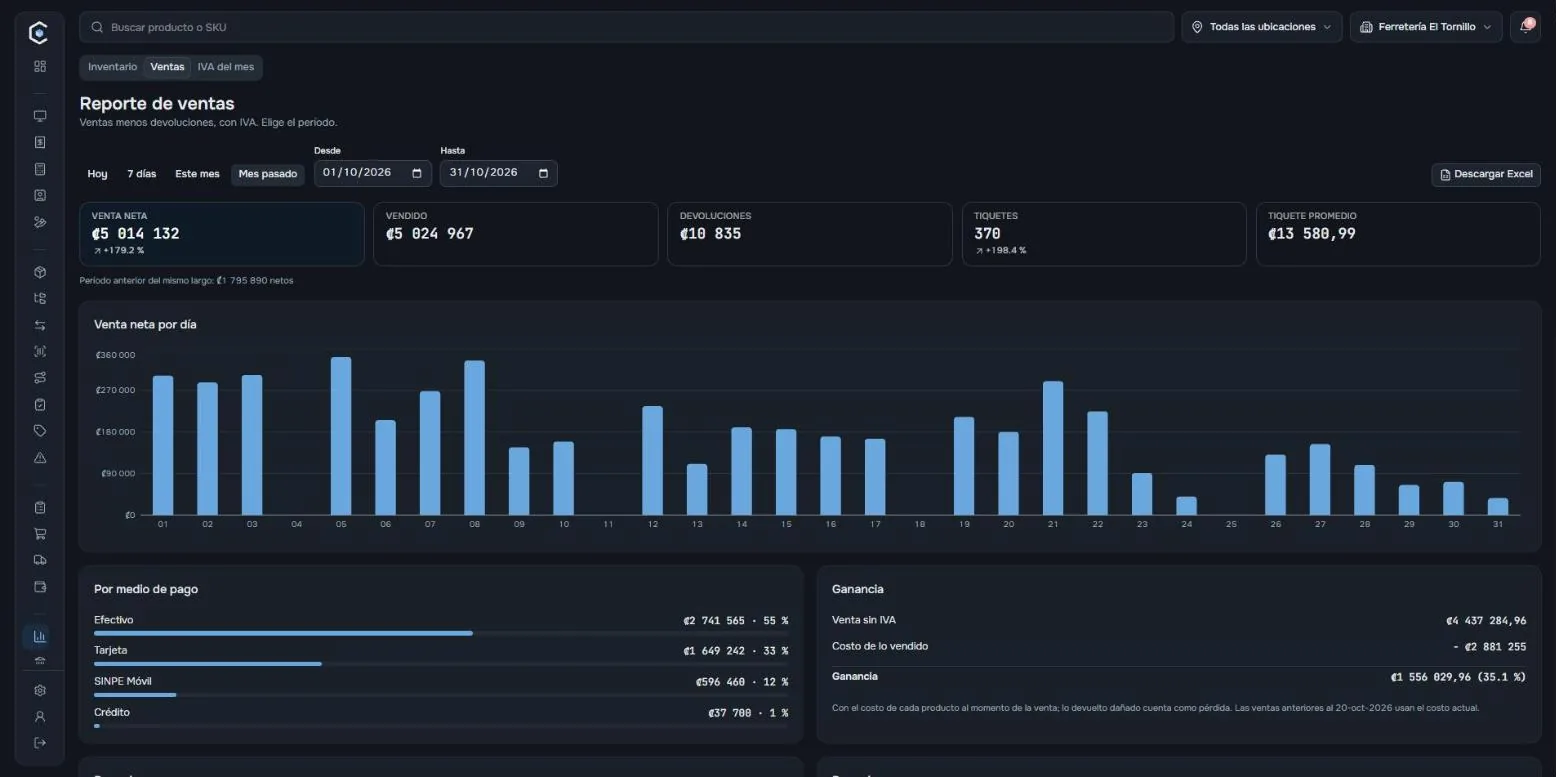 Buscar producto o SKU
Todas las ubicaciones
Ferretería El Tornillo
Inventario Ventas IVA del mes
Reporte de ventas
Ventas menos devoluciones, con IVA. Elige el periodo.
Desde Hasta
Hoy 7 días Este mes Mes pasado 01/10/2026 31/10/2026 Descargar Excel
VENTA NETA
₡5 014 132
+179.2 %
VENDIDO
₡5 024 967
DEVOLUCIONES
₡10 835
TIQUETES
370
+198.4 %
TIQUETE PROMEDIO
₡13 580,99
Periodo anterior del mismo largo: ₡1 795 890 netos
Venta neta por día
₡360 000
₡270 000
₡180 000
₡90 000
₡0
01 02 03 04 05 06 07 08 09 10 11 12 13 14 15 16 17 18 19 20 21 22 23 24 25 26 27 28 29 30 31
Por medio de pago
Efectivo ₡2 741 565 · 55 %
Tarjeta ₡1 649 242 · 33 %
SINPE Móvil ₡596 460 · 12 %
Crédito ₡37 700 · 1 %
Ganancia
Venta sin IVA ₡4 437 284,96
Costo de lo vendido - ₡2 881 255
Ganancia ₡1 556 029,96 (35.1 %)
Con el costo de cada producto al momento de la venta; lo devuelto dañado cuenta como pérdida. Las ventas anteriores al 20-oct-2026 usan el costo actual.